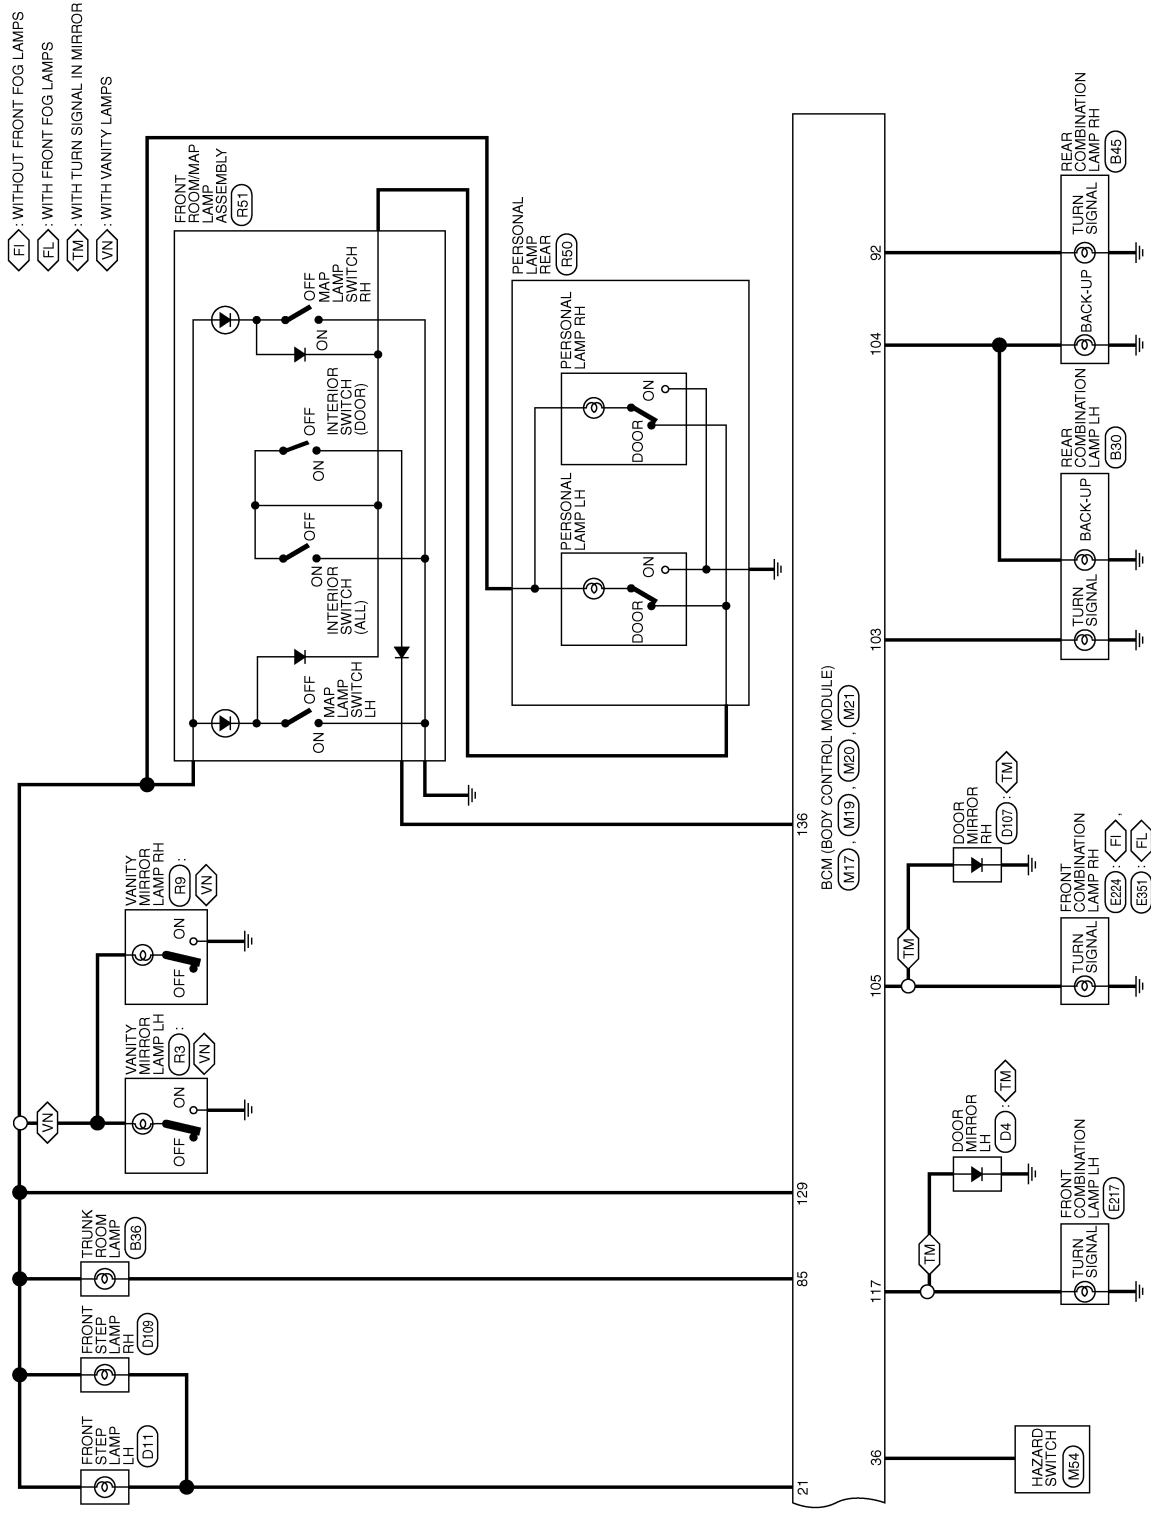 FI : WITHOUT FRONT FOG LAMPS
FL : WITH FRONT FOG LAMPS
TM : WITH TURN SIGNAL IN MIRROR
VN : WITH VANITY LAMPS
FRONT
STEP
LAMP
LH
D11
FRONT
STEP
LAMP
RH
D109
TRUNK
ROOM
LAMP
B36
VN
VANITY
MIRROR
LAMP LH
R3 :
VN
OFF
ON
VANITY
MIRROR
LAMP RH
R9 :
VN
OFF
ON
FRONT
ROOM/MAP
LAMP
ASSEMBLY
R51
ON
OFF
MAP
LAMP
SWITCH
LH
ON
OFF
INTERIOR
SWITCH
(ALL)
ON
OFF
INTERIOR
SWITCH
(DOOR)
ON
OFF
MAP
LAMP
SWITCH
RH
PERSONAL
LAMP
REAR
R50
PERSONAL
LAMP LH
DOOR
ON
PERSONAL
LAMP RH
DOOR
ON
21
85
129
136
BCM (BODY CONTROL MODULE)
M17 , M19 , M20 , M21
36
117
105
103
104
92
HAZARD
SWITCH
M54
TM
DOOR
MIRROR
LH
D4 : TM
FRONT
COMBINATION
LAMP LH
E217
TURN
SIGNAL
TM
DOOR
MIRROR
RH
D107 : TM
FRONT
COMBINATION
LAMP RH
E224 : FI ,
E351 : FL
TURN
SIGNAL
REAR
COMBINATION
LAMP LH
B30
TURN
SIGNAL
BACK-UP
REAR
COMBINATION
LAMP RH
B45
BACK-UP
TURN
SIGNAL